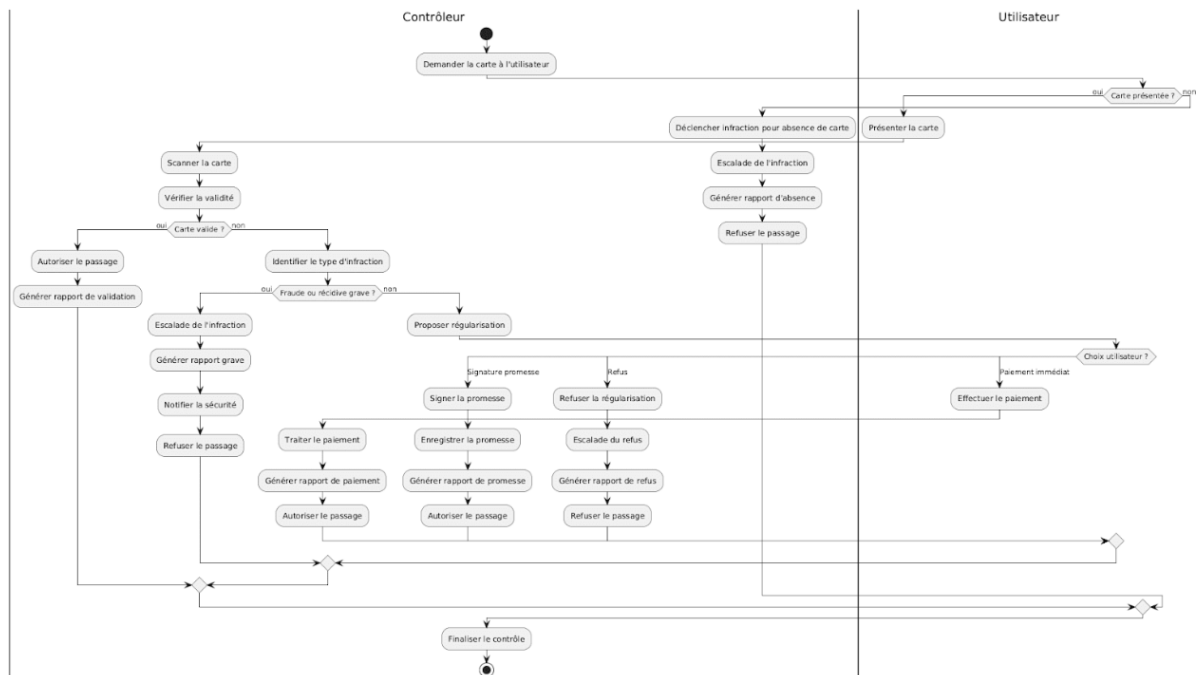 Contrôleur
Utilisateur
Demander la carte à l'utilisateur
oui
Carte présentée ?
non
Déclencher infraction pour absence de carte
Présenter la carte
Scanner la carte
Escalade de l'infraction
Vérifier la validité
Générer rapport d'absence
oui
Carte valide ?
non
Refuser le passage
Autoriser le passage
Identifier le type d'infraction
Générer rapport de validation
oui
Fraude ou récidive grave ?
non
Escalade de l'infraction
Proposer régularisation
Générer rapport grave
Choix utilisateur ?
Signature promesse
Refus
Paiement immédiat
Notifier la sécurité
Signer la promesse
Refuser la régularisation
Effectuer le paiement
Refuser le passage
Traiter le paiement
Enregistrer la promesse
Escalade du refus
Générer rapport de paiement
Générer rapport de promesse
Générer rapport de refus
Autoriser le passage
Autoriser le passage
Refuser le passage
Finaliser le contrôle